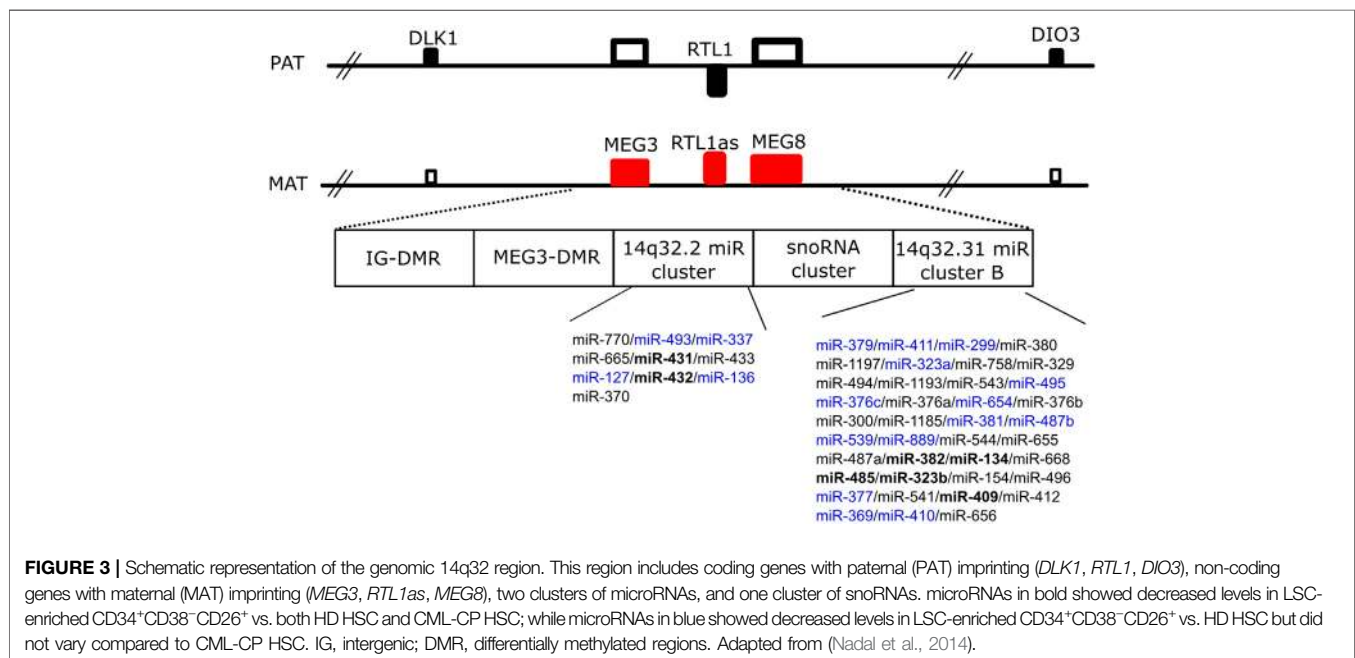 DLK1
RTL1
DIO3
PAT
MEG3
RTL1as
MEG8
MAT
IG-DMR
MEG3-DMR
14q32.2 miR
cluster
snoRNA
cluster
14q32.31 miR
cluster B
miR-770/miR-493/miR-337
miR-665/miR-431/miR-433
miR-127/miR-432/miR-136
miR-370
miR-379/miR-411/miR-299/miR-380
miR-1197/miR-323a/miR-758/miR-329
miR-494/miR-1193/miR-543/miR-495
miR-376c/miR-376a/miR-654/miR-376b
miR-300/miR-1185/miR-381/miR-487b
miR-539/miR-889/miR-544/miR-655
miR-487a/miR-382/miR-134/miR-668
miR-485/miR-323b/miR-154/miR-496
miR-377/miR-541/miR-409/miR-412
miR-369/miR-410/miR-656
FIGURE 3 | Schematic representation of the genomic 14q32 region. This region includes coding genes with paternal (PAT) imprinting (DLK1, RTL1, DIO3), non-coding
genes with maternal (MAT) imprinting (MEG3, RTL1as, MEG8), two clusters of microRNAs, and one cluster of snoRNAs. microRNAs in bold showed decreased levels in LSC-
enriched CD34⁺CD38⁻CD26⁺ vs. both HD HSC and CML-CP HSC; while microRNAs in blue showed decreased levels in LSC-enriched CD34⁺CD38⁻CD26⁺ vs. HD HSC but did
not vary compared to CML-CP HSC. IG, intergenic; DMR, differentially methylated regions. Adapted from (Nadal et al., 2014).